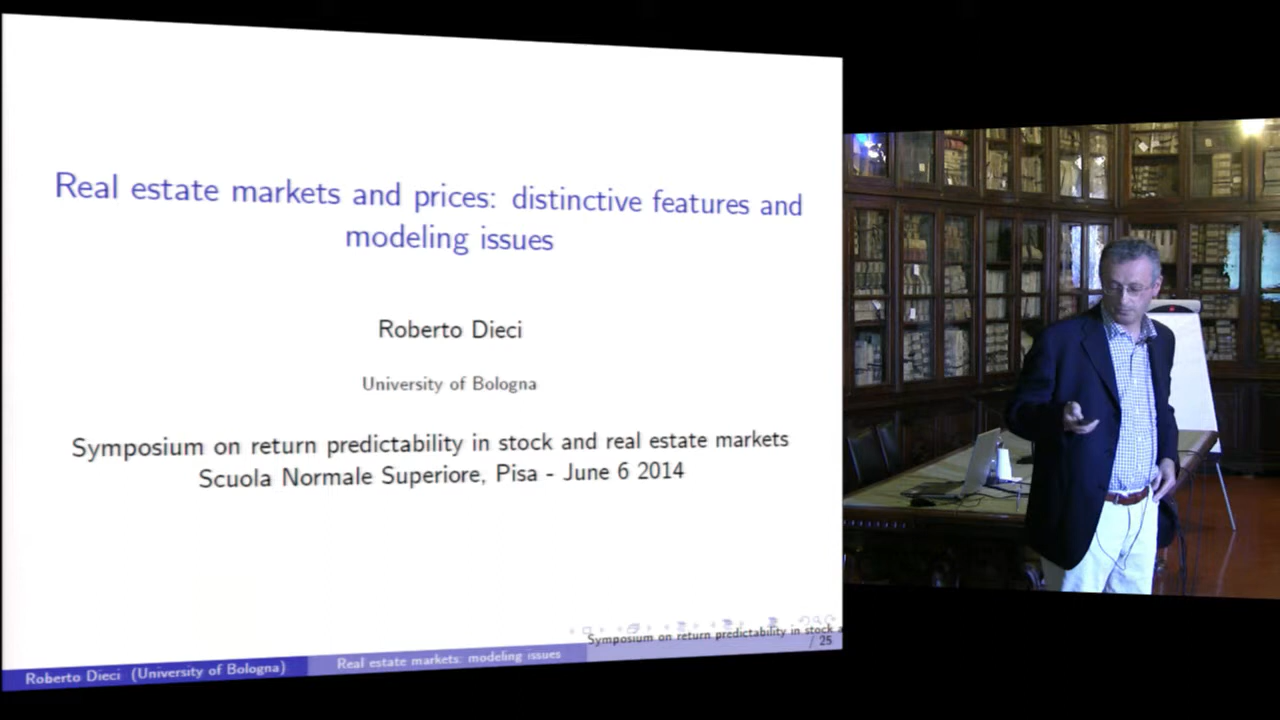 Real estate markets and prices: distinctive features and
modeling issues
Roberto Dieci
University of Bologna
Symposium on return predictability in stock and real estate markets
Scuola Normale Superiore, Pisa - June 6 2014
Symposium on return predictability in stock a
/ 25
Roberto Dieci (University of Bologna)
Real estate markets: modeling issues